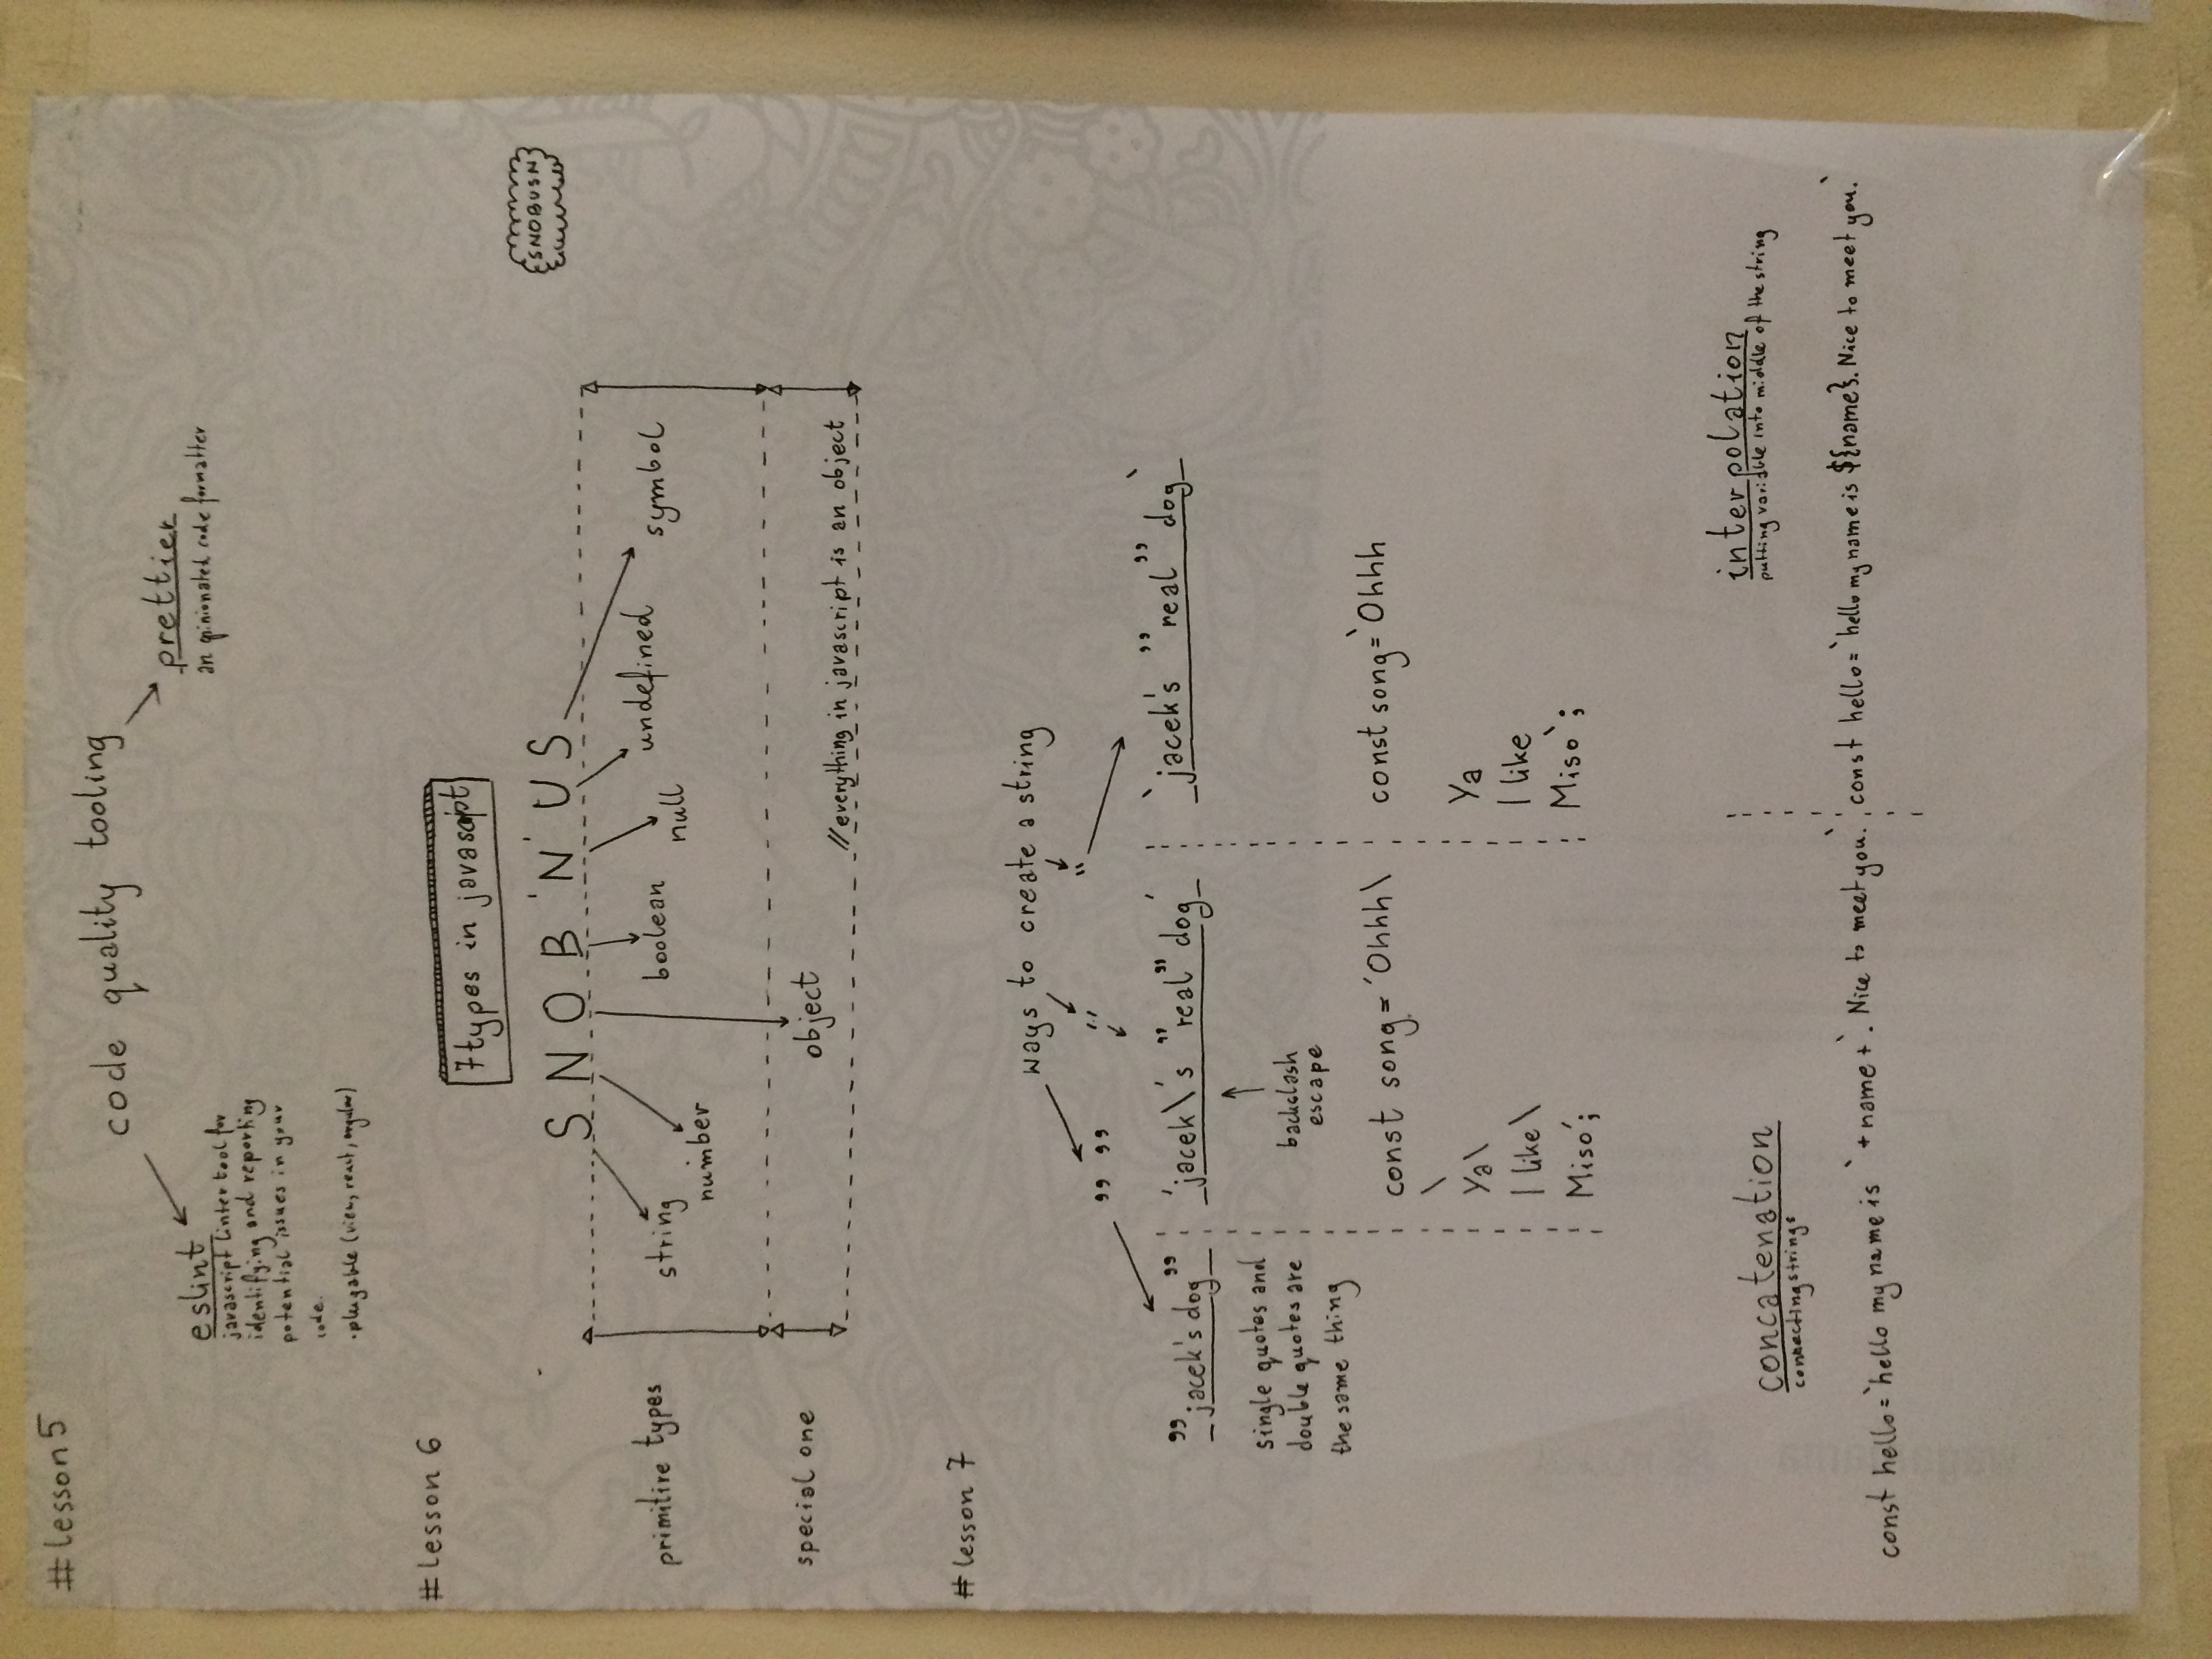 # lesson 5
code quality tooling
eslint
javascript linter tool for
identifying and reporting
potential issues in your
code.
• plugable (view, react, angular)
prettier
an opinionated code formatter
# lesson 6
7 types in javascript
S N O B 'N' U S
SNOBUSN
primitire types
string
number
boolean
null
undefined
symbol
special one
object
//everything in javascript is an object
# lesson 7
ways to create a string
” ”
''
``
”jacek's dog”
single quotes and
double quotes are
the same thing
'jacek\'s ”real” dog'
backclash
escape
const song = 'Ohhh\
\
Ya\
I like\
Miso';
`jacek's ”real” dog`
const song = `Ohhh
Ya
I like
Miso`;
concatenation
connecting strings
const hello = `hello my name is ` + name + `. Nice to meet you.`
interpolation
putting variable into middle of the string
const hello = `hello my name is ${name}. Nice to meet you.`